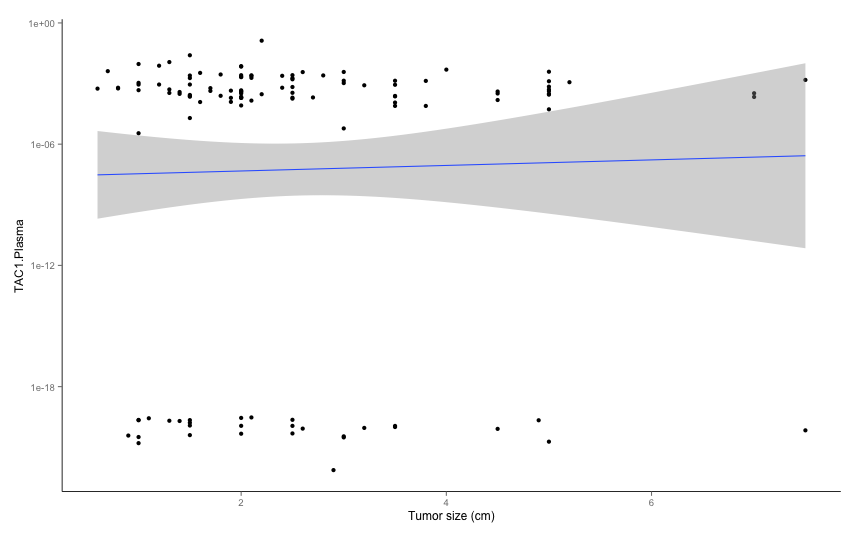 1e+00
1e-06
1e-12
1e-18
TAC1.Plasma
2
4
6
Tumor size (cm)